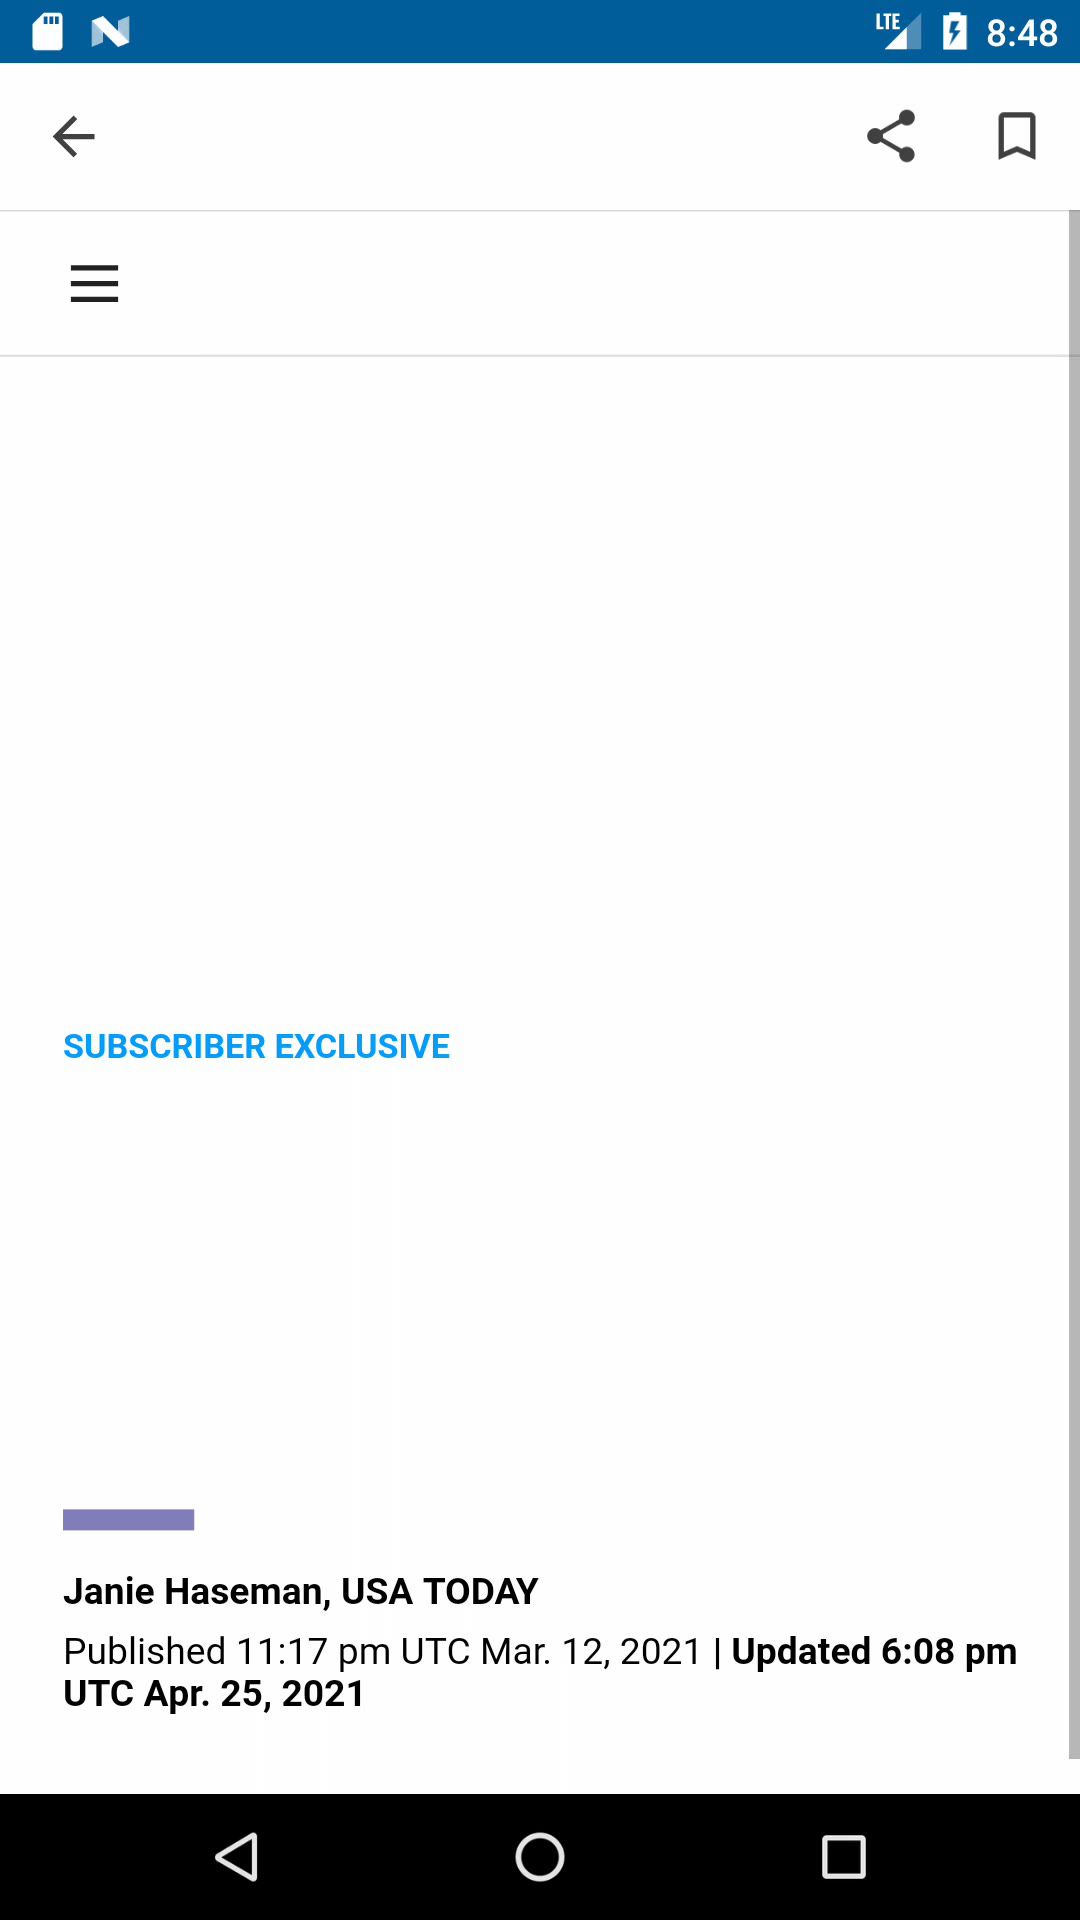 LTE 8:48
SUBSCRIBER EXCLUSIVE
Janie Haseman, USA TODAY
Published 11:17 pm UTC Mar. 12, 2021 | Updated 6:08 pm
UTC Apr. 25, 2021